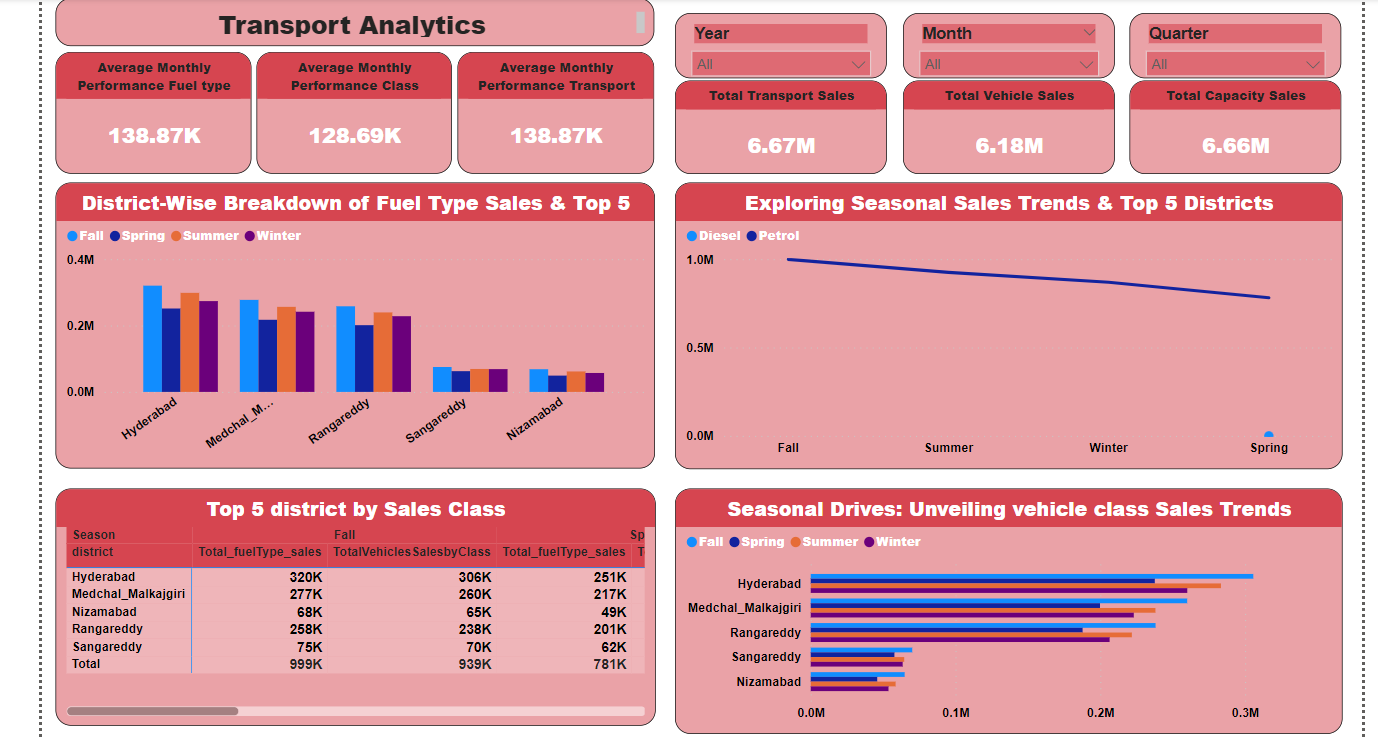 Transport Analytics
Year
All
Month
All
Quarter
All
Average Monthly
Performance Fuel type
138.87K
Average Monthly
Performance Class
128.69K
Average Monthly
Performance Transport
138.87K
Total Transport Sales
6.67M
Total Vehicle Sales
6.18M
Total Capacity Sales
6.66M
District-Wise Breakdown of Fuel Type Sales & Top 5
Fall Spring Summer Winter
0.4M
0.2M
0.0M
Hyderabad
Medchal_M...
Rangareddy
Sangareddy
Nizamabad
Exploring Seasonal Sales Trends & Top 5 Districts
Diesel Petrol
1.0M
0.5M
0.0M
Fall Summer Winter Spring
Top 5 district by Sales Class
Season Fall Sp
district Total_fuelType_sales TotalVehiclesSalesbyClass Total_fuelType_sales T
Hyderabad 320K 306K 251K
Medchal_Malkajgiri 277K 260K 217K
Nizamabad 68K 65K 49K
Rangareddy 258K 238K 201K
Sangareddy 75K 70K 62K
Total 999K 939K 781K
Seasonal Drives: Unveiling vehicle class Sales Trends
Fall Spring Summer Winter
Hyderabad
Medchal_Malkajgiri
Rangareddy
Sangareddy
Nizamabad
0.0M 0.1M 0.2M 0.3M